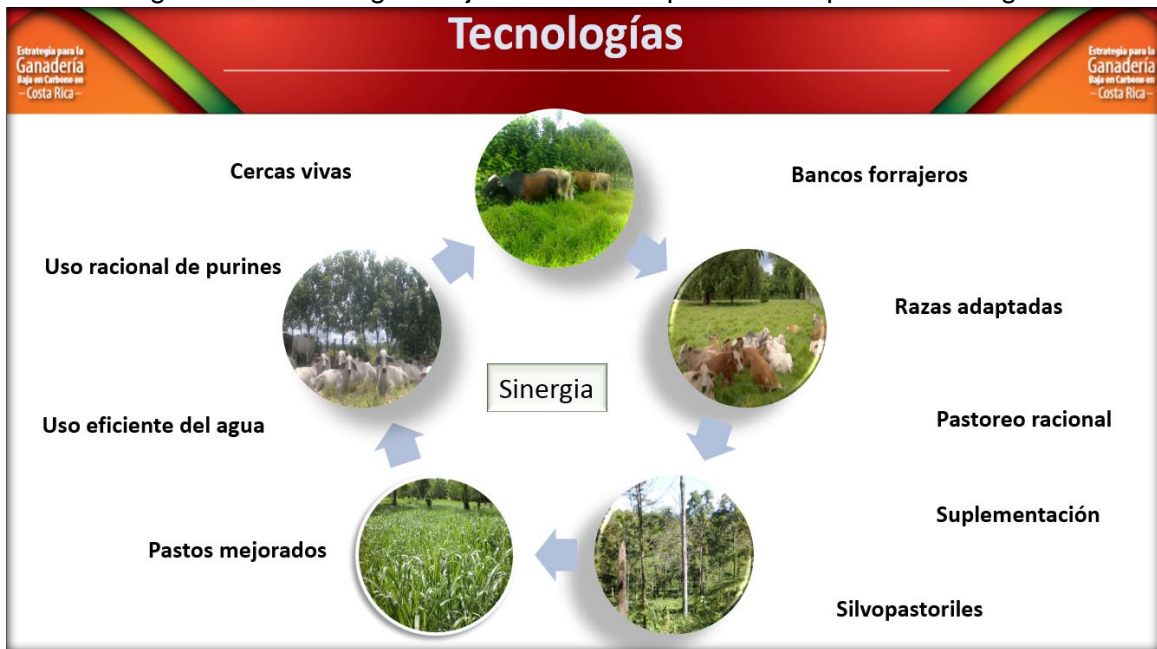 Tecnologías
Estrategia para la
Ganadería
Baja en Carbono en
– Costa Rica –
Estrategia para la
Ganadería
Baja en Carbono en
– Costa Rica –
Cercas vivas
Bancos forrajeros
Uso racional de purines
Razas adaptadas
Sinergia
Uso eficiente del agua
Pastoreo racional
Suplementación
Pastos mejorados
Silvopastoriles